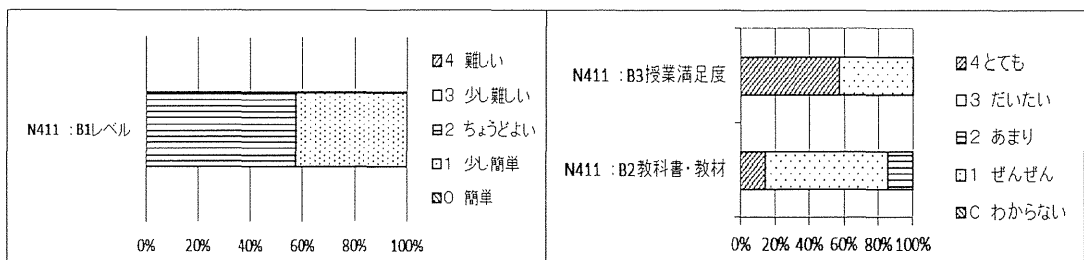 N411 :B1レベル
0% 20% 40% 60% 80% 100%
4 難しい
3 少し難しい
2 ちょうどよい
1 少し簡単
0 簡単
N411 :B3授業満足度
N411 :B2教科書・教材
0% 20% 40% 60% 80% 100%
4とても
3 だいたい
2 あまり
1 ぜんぜん
C わからない